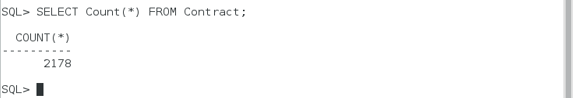 SQL> SELECT Count(*) FROM Contract;
COUNT(*)
----------
2178
SQL>